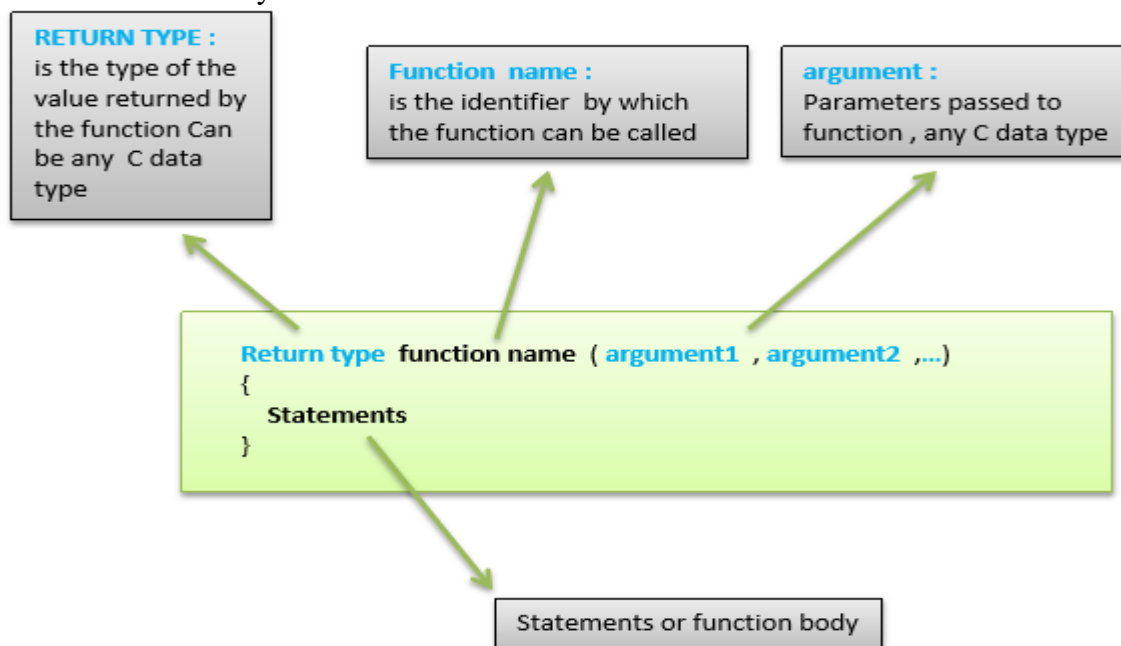 RETURN TYPE :
is the type of the
value returned by
the function Can
be any C data
type
Function name :
is the identifier by which
the function can be called
argument :
Parameters passed to
function , any C data type
Return type function name ( argument1 , argument2 ,...)
{
Statements
}
Statements or function body